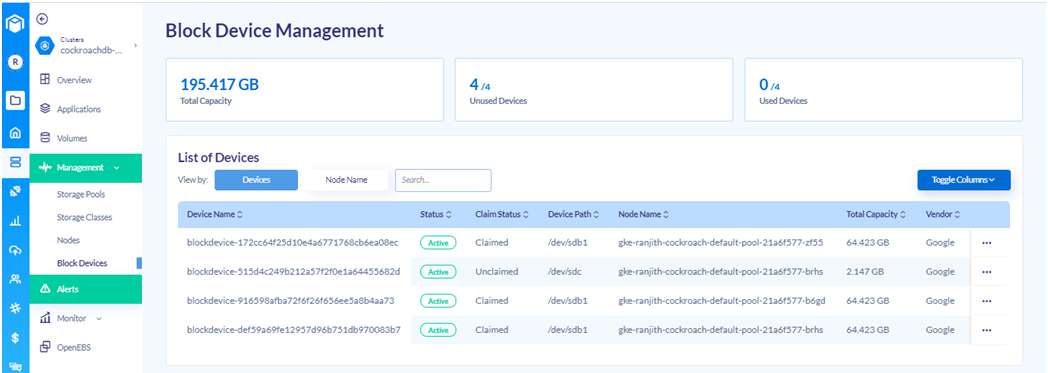 Block Device Management
R
Clusters
cockroachdb-...
Overview
Applications
Volumes
Management
Storage Pools
Storage Classes
Nodes
Block Devices
Alerts
Monitor
OpenEBS
195.417 GB
Total Capacity
4 /4
Unused Devices
0 /4
Used Devices
List of Devices
View by: Devices Node Name Search... Toggle Columns
Device Name Status Claim Status Device Path Node Name Total Capacity Vendor
blockdevice-172cc64f25d10e4a6771768cb6ea08ec Active Claimed /dev/sdb1 gke-ranjith-cockroach-default-pool-21a6f577-zf55 64.423 GB Google
blockdevice-515d4c249b212a57f2f0e1a64455682d Active Unclaimed /dev/sdc gke-ranjith-cockroach-default-pool-21a6f577-brhs 2.147 GB Google
blockdevice-916598afba72f6f26f656ee5a8b4aa73 Active Claimed /dev/sdb1 gke-ranjith-cockroach-default-pool-21a6f577-b6gd 64.423 GB Google
blockdevice-def59a69fe12957d96b751db970083b7 Active Claimed /dev/sdb1 gke-ranjith-cockroach-default-pool-21a6f577-brhs 64.423 GB Google